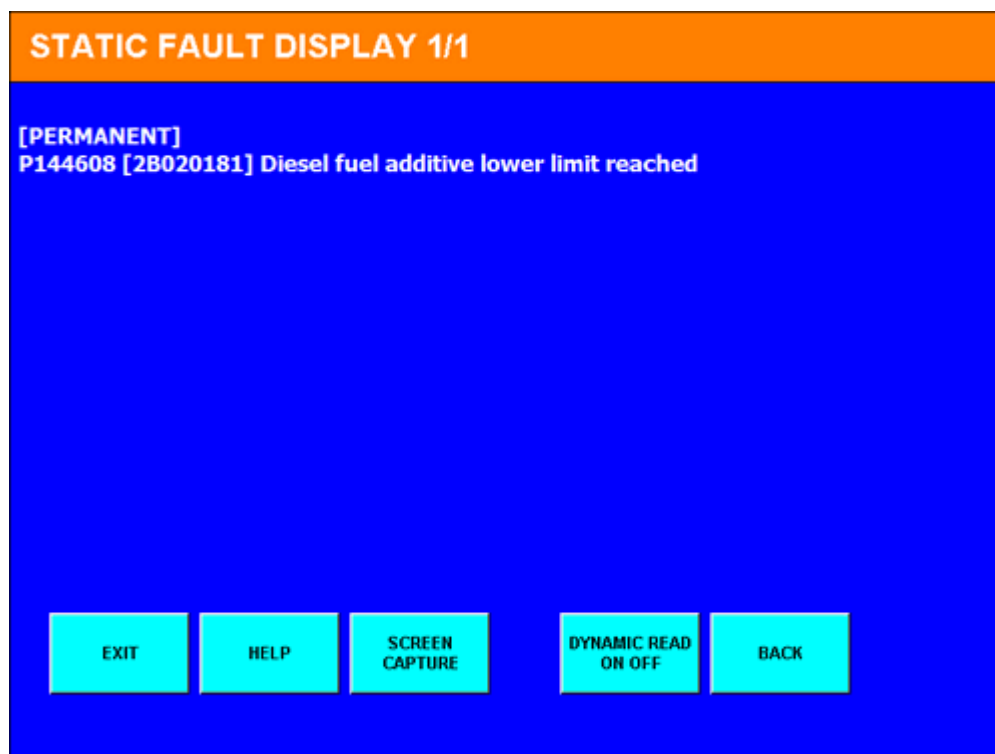 STATIC FAULT DISPLAY 1/1
[PERMANENT]
P144608 [2B020181] Diesel fuel additive lower limit reached
EXIT
HELP
SCREEN
CAPTURE
DYNAMIC READ
ON OFF
BACK